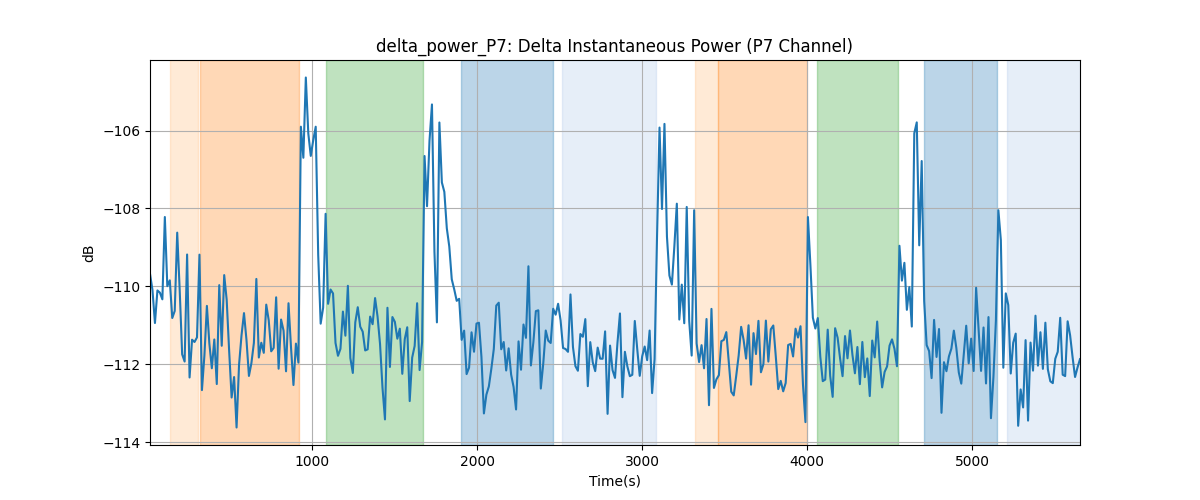 delta_power_P7: Delta Instantaneous Power (P7 Channel)
−106
−108
−110
−112
−114
dB
1000 2000 3000 4000 5000
Time(s)